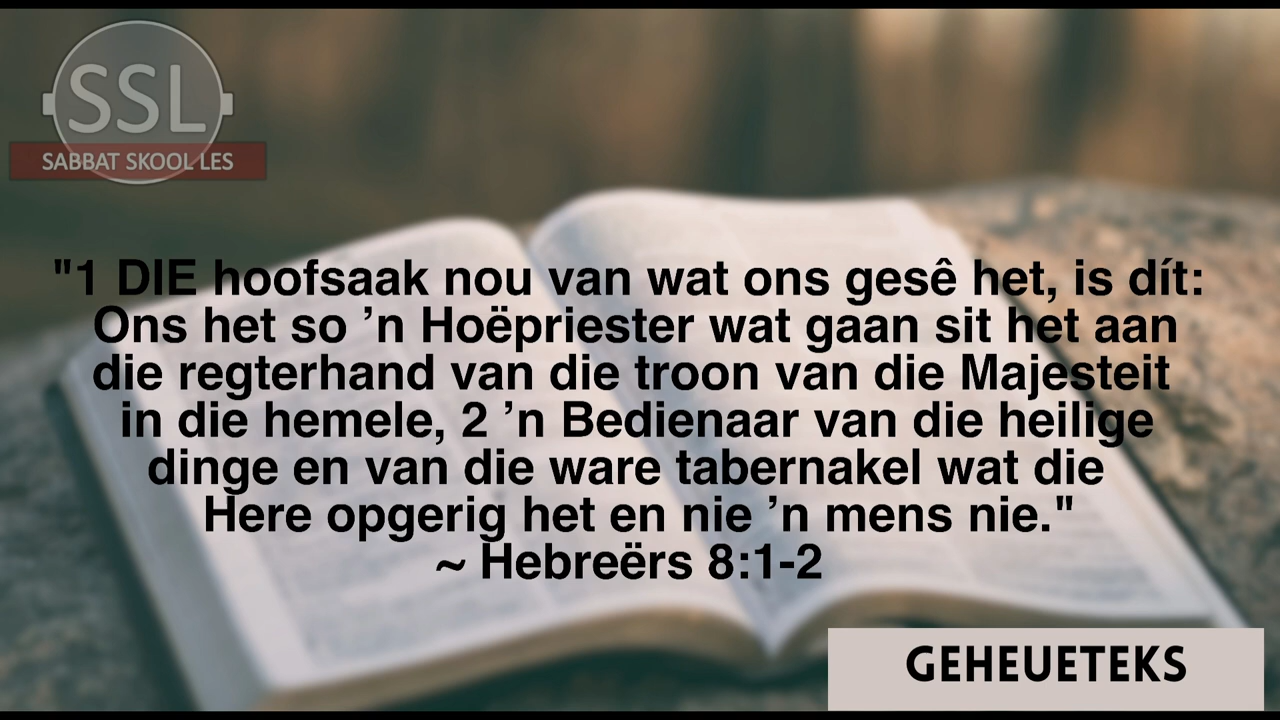 SSL
SABBAT SKOOL LES
"1 DIE hoofsaak nou van wat ons gesê het, is dít:
Ons het so ’n Hoëpriester wat gaan sit het aan
die regterhand van die troon van die Majesteit
in die hemele, 2 ’n Bedienaar van die heilige
dinge en van die ware tabernakel wat die
Here opgerig het en nie ’n mens nie."
~ Hebreërs 8:1-2
GEHEUETEKS